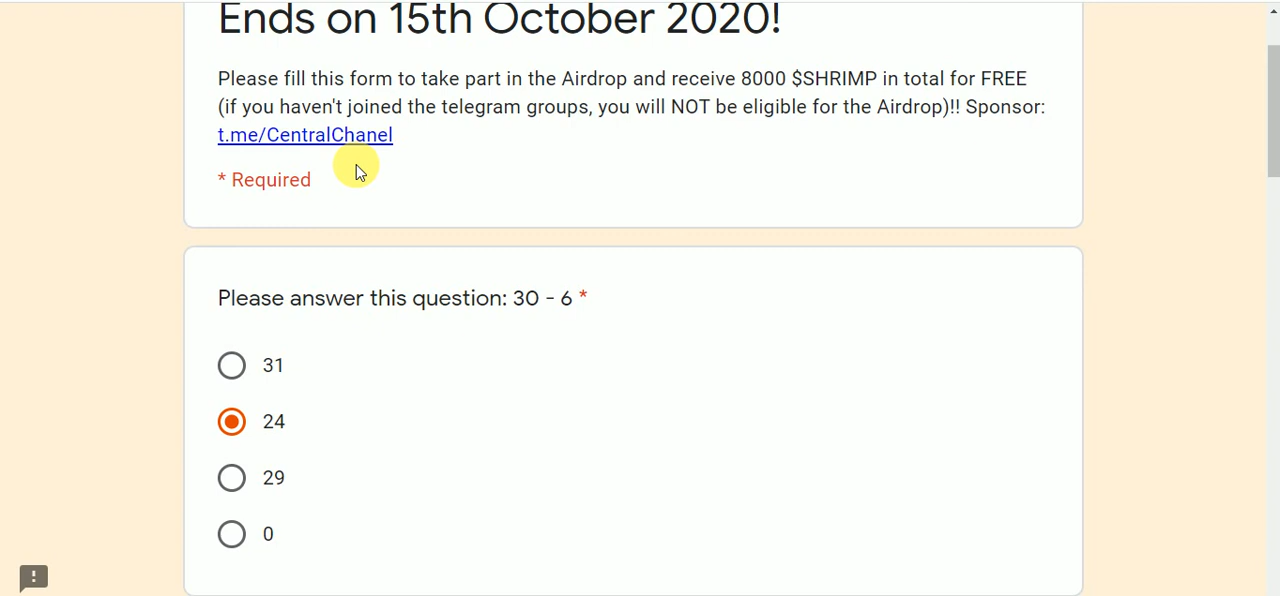 Ends on 15th October 2020!
Please fill this form to take part in the Airdrop and receive 8000 $SHRIMP in total for FREE
(if you haven't joined the telegram groups, you will NOT be eligible for the Airdrop)!! Sponsor:
t.me/CentralChanel
* Required
Please answer this question: 30 - 6 *
31
24
29
0